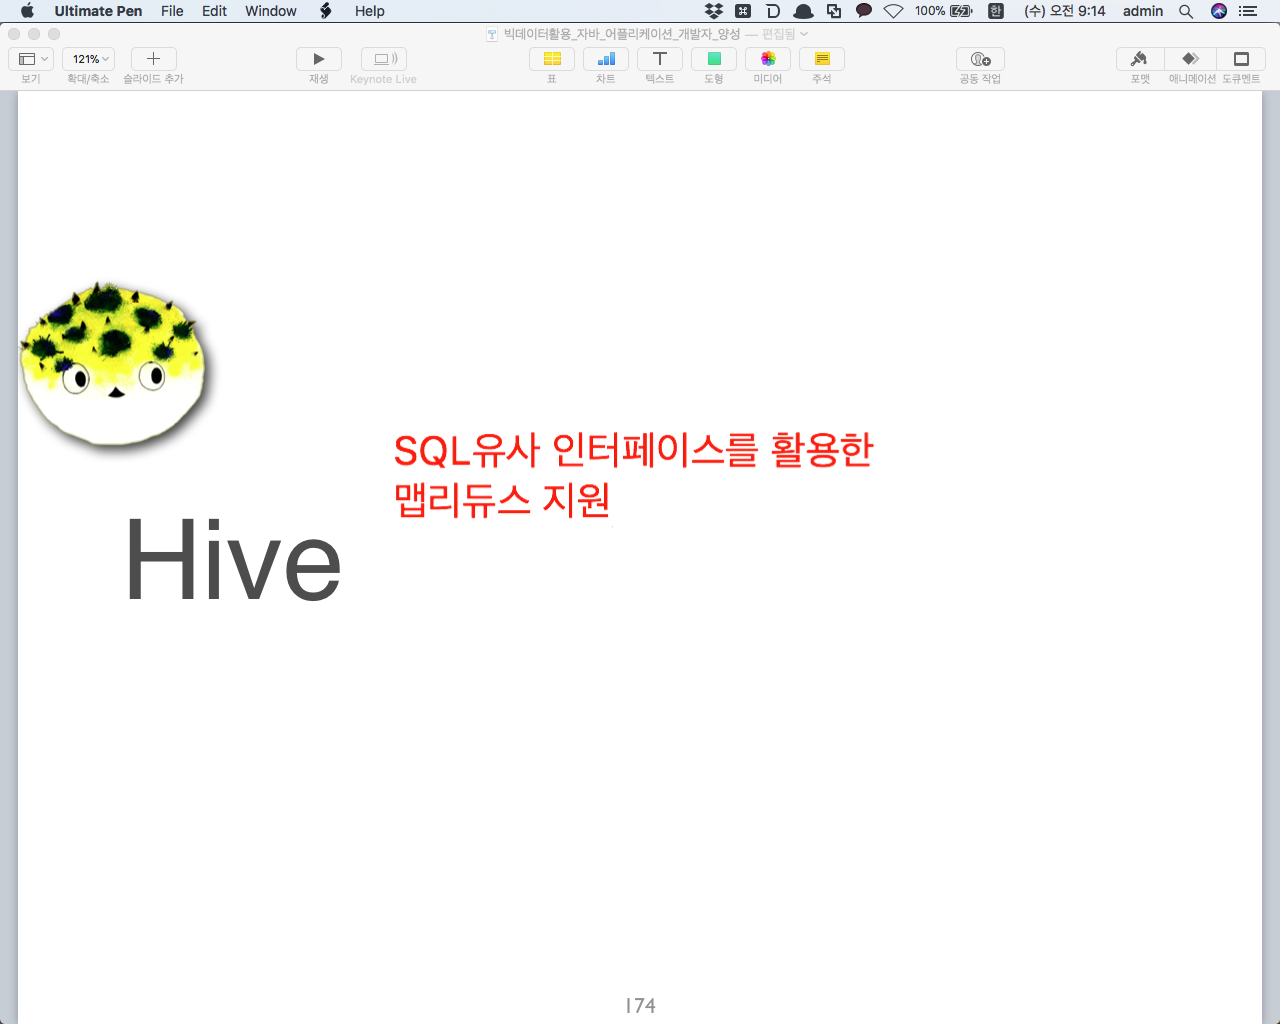 Ultimate Pen File Edit Window Help 100% 한 (수) 오전 9:14 admin
빅데이터활용_자바_어플리케이션_개발자_양성 — 편집됨
121%
보기 확대/축소 슬라이드 추가 재생 Keynote Live 표 차트 텍스트 도형 미디어 주석 공동 작업 포맷 애니메이션 도큐멘트
SQL유사 인터페이스를 활용한
맵리듀스 지원
Hive
174